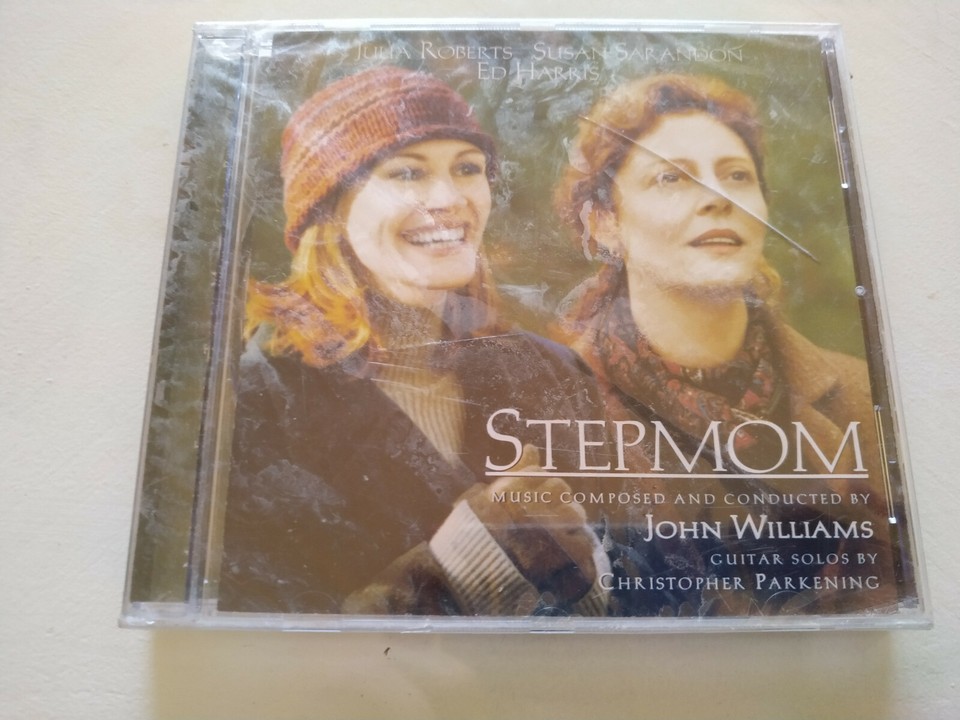 JULIA ROBERTS SUSAN SARANDON
ED HARRIS
STEPMOM
MUSIC COMPOSED AND CONDUCTED BY
JOHN WILLIAMS
GUITAR SOLOS BY
CHRISTOPHER PARKENING